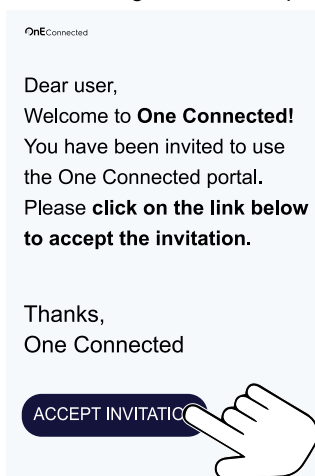 OnEConnected
Dear user,
Welcome to One Connected!
You have been invited to use
the One Connected portal.
Please click on the link below
to accept the invitation.
Thanks,
One Connected
ACCEPT INVITATIO